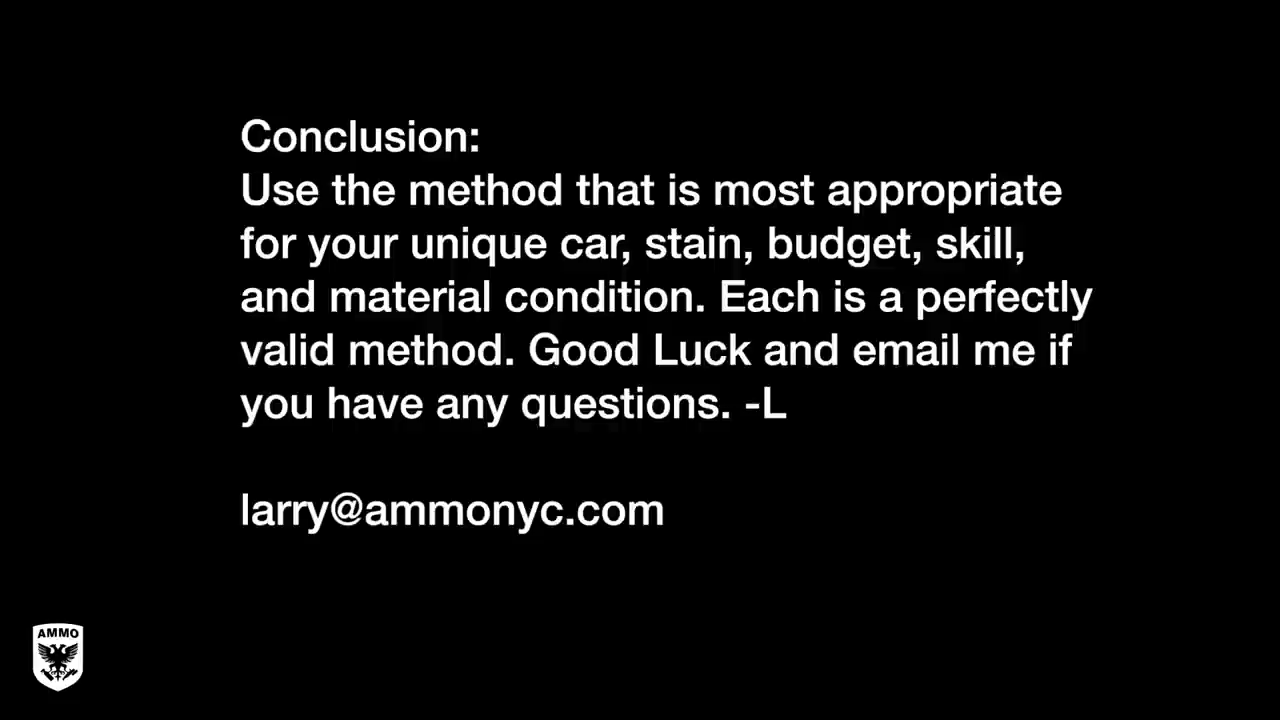 Conclusion:
Use the method that is most appropriate
for your unique car, stain, budget, skill,
and material condition. Each is a perfectly
valid method. Good Luck and email me if
you have any questions. -L
larry@ammonyc.com
AMMO